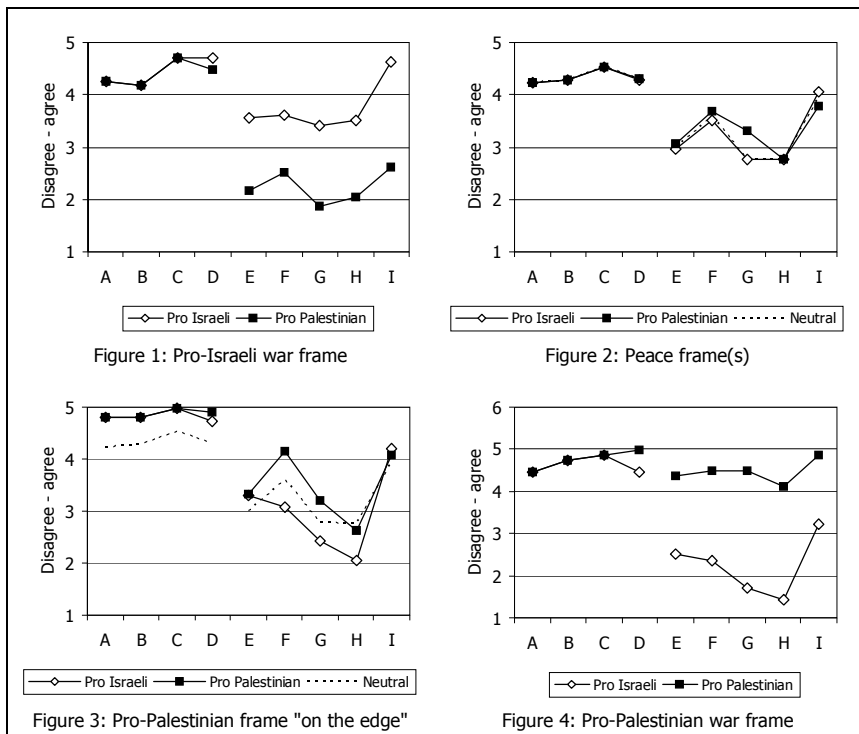 5
4
3
2
1
Disagree - agree
A B C D E F G H I
Pro Israeli Pro Palestinian
Figure 1: Pro-Israeli war frame
5
4
3
2
1
Disagree - agree
A B C D E F G H I
Pro Israeli Pro Palestinian Neutral
Figure 2: Peace frame(s)
5
4
3
2
1
Disagree - agree
A B C D E F G H I
Pro Israeli Pro Palestinian Neutral
Figure 3: Pro-Palestinian frame "on the edge"
6
5
4
3
2
1
Disagree - agree
A B C D E F G H I
Pro Israeli Pro Palestinian
Figure 4: Pro-Palestinian war frame